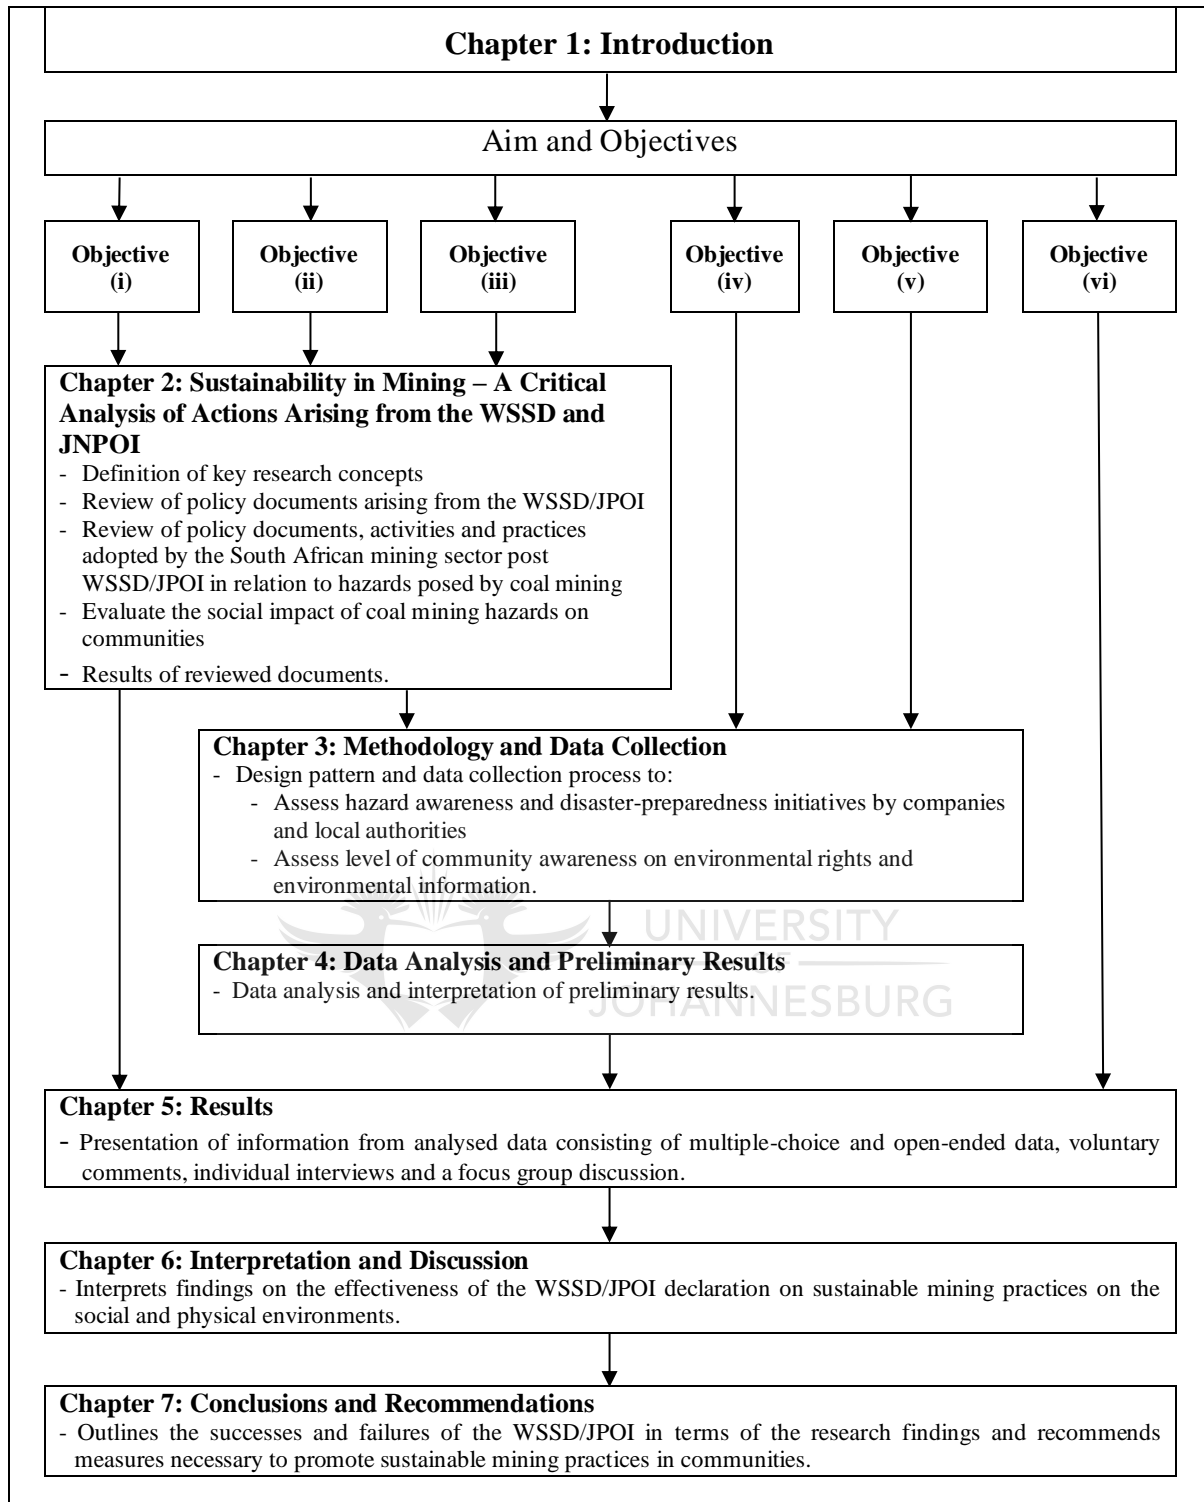 Chapter 1: Introduction
Aim and Objectives
Objective
(i)
Objective
(ii)
Objective
(iii)
Objective
(iv)
Objective
(v)
Objective
(vi)
Chapter 2: Sustainability in Mining – A Critical
Analysis of Actions Arising from the WSSD and
JNPOI
- Definition of key research concepts
- Review of policy documents arising from the WSSD/JPOI
- Review of policy documents, activities and practices
adopted by the South African mining sector post
WSSD/JPOI in relation to hazards posed by coal mining
- Evaluate the social impact of coal mining hazards on
communities
- Results of reviewed documents.
Chapter 3: Methodology and Data Collection
- Design pattern and data collection process to:
- Assess hazard awareness and disaster-preparedness initiatives by companies
and local authorities
- Assess level of community awareness on environmental rights and
environmental information.
UNIVERSITY
OF
JOHANNESBURG
Chapter 4: Data Analysis and Preliminary Results
- Data analysis and interpretation of preliminary results.
Chapter 5: Results
- Presentation of information from analysed data consisting of multiple-choice and open-ended data, voluntary
comments, individual interviews and a focus group discussion.
Chapter 6: Interpretation and Discussion
- Interprets findings on the effectiveness of the WSSD/JPOI declaration on sustainable mining practices on the
social and physical environments.
Chapter 7: Conclusions and Recommendations
- Outlines the successes and failures of the WSSD/JPOI in terms of the research findings and recommends
measures necessary to promote sustainable mining practices in communities.